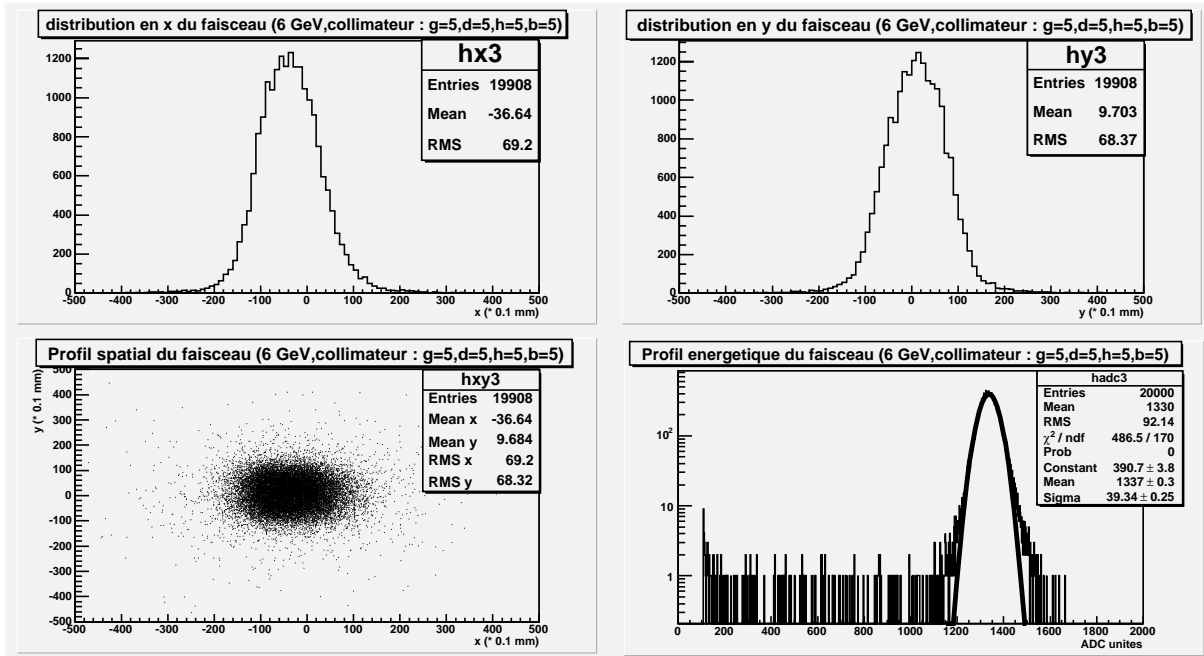 distribution en x du faisceau (6 GeV,collimateur : g=5,d=5,h=5,b=5)
hx3
Entries 19908
Mean -36.64
RMS 69.2
1200
1000
800
600
400
200
0
-500 -400 -300 -200 -100 0 100 200 300 400 500
x (* 0.1 mm)
distribution en y du faisceau (6 GeV,collimateur : g=5,d=5,h=5,b=5)
hy3
Entries 19908
Mean 9.703
RMS 68.37
1200
1000
800
600
400
200
0
-500 -400 -300 -200 -100 0 100 200 300 400 500
y (* 0.1 mm)
Profil spatial du faisceau (6 GeV,collimateur : g=5,d=5,h=5,b=5)
hxy3
Entries 19908
Mean x -36.64
Mean y 9.684
RMS x 69.2
RMS y 68.32
y (* 0.1 mm)
500
400
300
200
100
0
-100
-200
-300
-400
-500
-500 -400 -300 -200 -100 0 100 200 300 400 500
x (* 0.1 mm)
Profil energetique du faisceau (6 GeV,collimateur : g=5,d=5,h=5,b=5)
hadc3
Entries 20000
Mean 1330
RMS 92.14
χ² / ndf 486.5 / 170
Prob 0
Constant 390.7 ± 3.8
Mean 1337 ± 0.3
Sigma 39.34 ± 0.25
10²
10
1
0 200 400 600 800 1000 1200 1400 1600 1800 2000
ADC unites